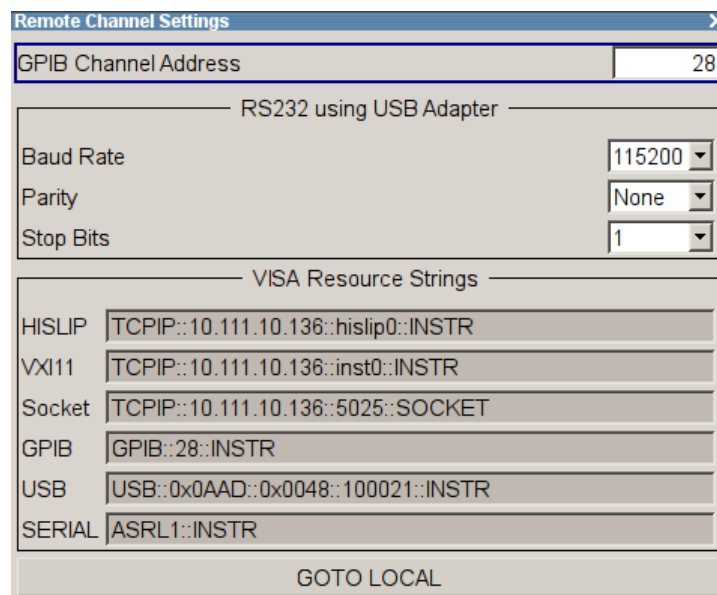 Remote Channel Settings
GPIB Channel Address 28
RS232 using USB Adapter
Baud Rate 115200
Parity None
Stop Bits 1
VISA Resource Strings
HISLIP TCPIP::10.111.10.136::hislip0::INSTR
VXI11 TCPIP::10.111.10.136::inst0::INSTR
Socket TCPIP::10.111.10.136::5025::SOCKET
GPIB GPIB::28::INSTR
USB USB::0x0AAD::0x0048::100021::INSTR
SERIAL ASRL1::INSTR
GOTO LOCAL